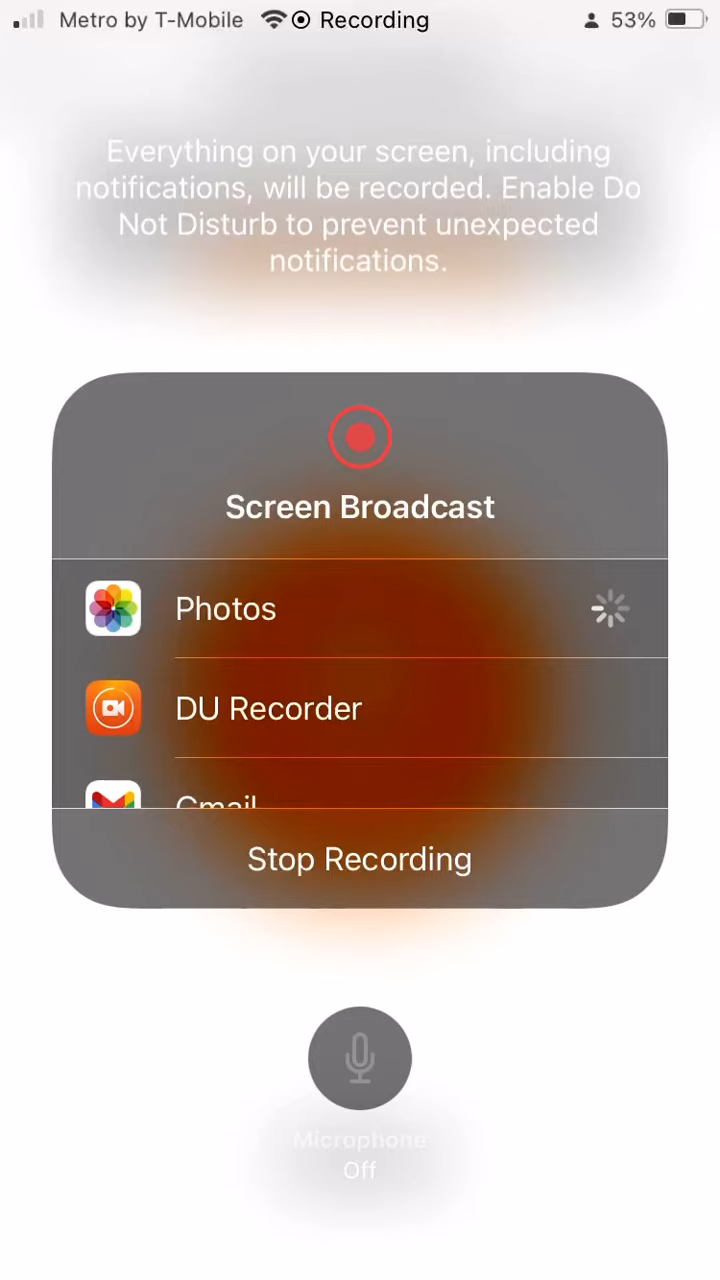 Metro by T-Mobile Recording 53%
Everything on your screen, including
notifications, will be recorded. Enable Do
Not Disturb to prevent unexpected
notifications.
Screen Broadcast
Photos
DU Recorder
Gmail
Stop Recording
Microphone
Off